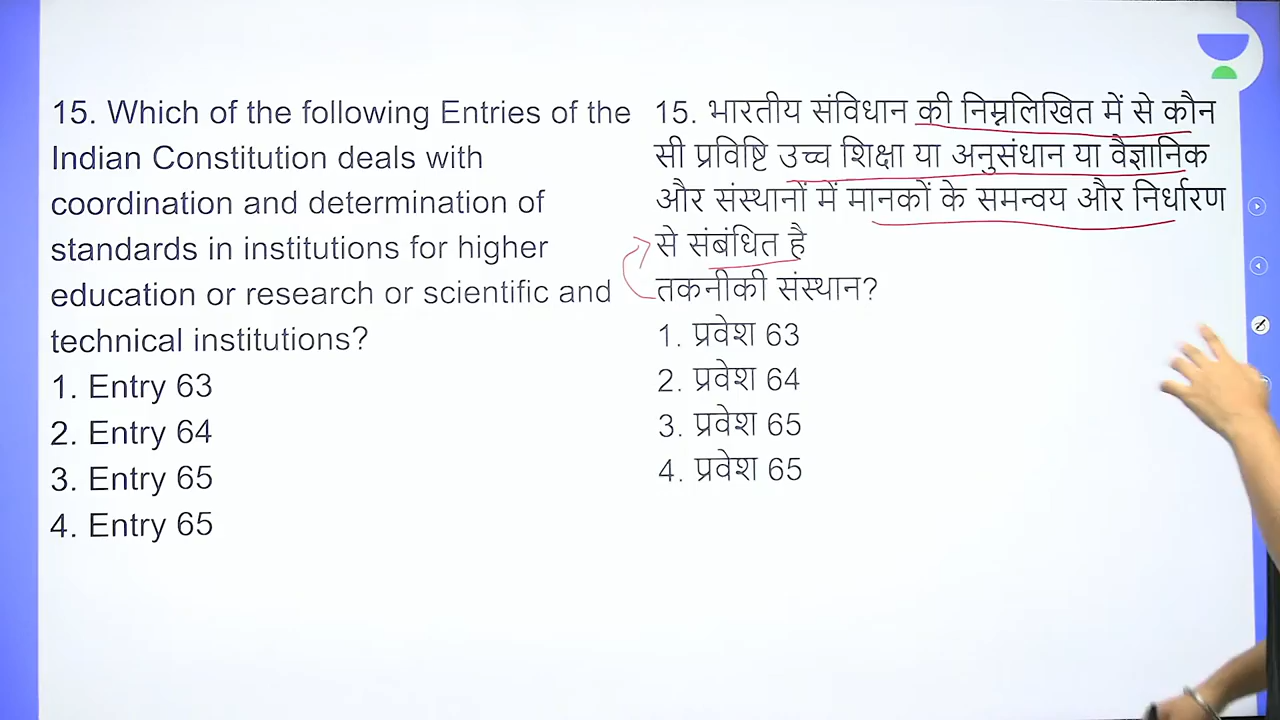 15. Which of the following Entries of the
Indian Constitution deals with
coordination and determination of
standards in institutions for higher
education or research or scientific and
technical institutions?
1. Entry 63
2. Entry 64
3. Entry 65
4. Entry 65
15. भारतीय संविधान की निम्नलिखित में से कौन
सी प्रविष्टि उच्च शिक्षा या अनुसंधान या वैज्ञानिक
और संस्थानों में मानकों के समन्वय और निर्धारण
से संबंधित है
तकनीकी संस्थान?
1. प्रवेश 63
2. प्रवेश 64
3. प्रवेश 65
4. प्रवेश 65